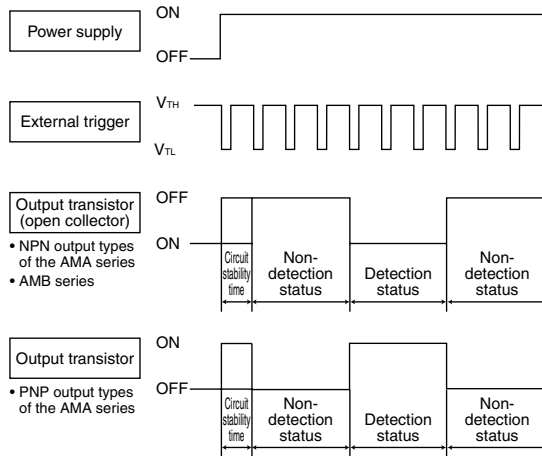 ON
Power supply
OFF
VTH
External trigger
VTL
Output transistor
(open collector)
OFF
• NPN output types
of the AMA series
• AMB series
ON
Circuit
stability
time
Non-
detection
status
Detection
status
Non-
detection
status
Output transistor
ON
• PNP output types
of the AMA series
OFF
Circuit
stability
time
Non-
detection
status
Detection
status
Non-
detection
status